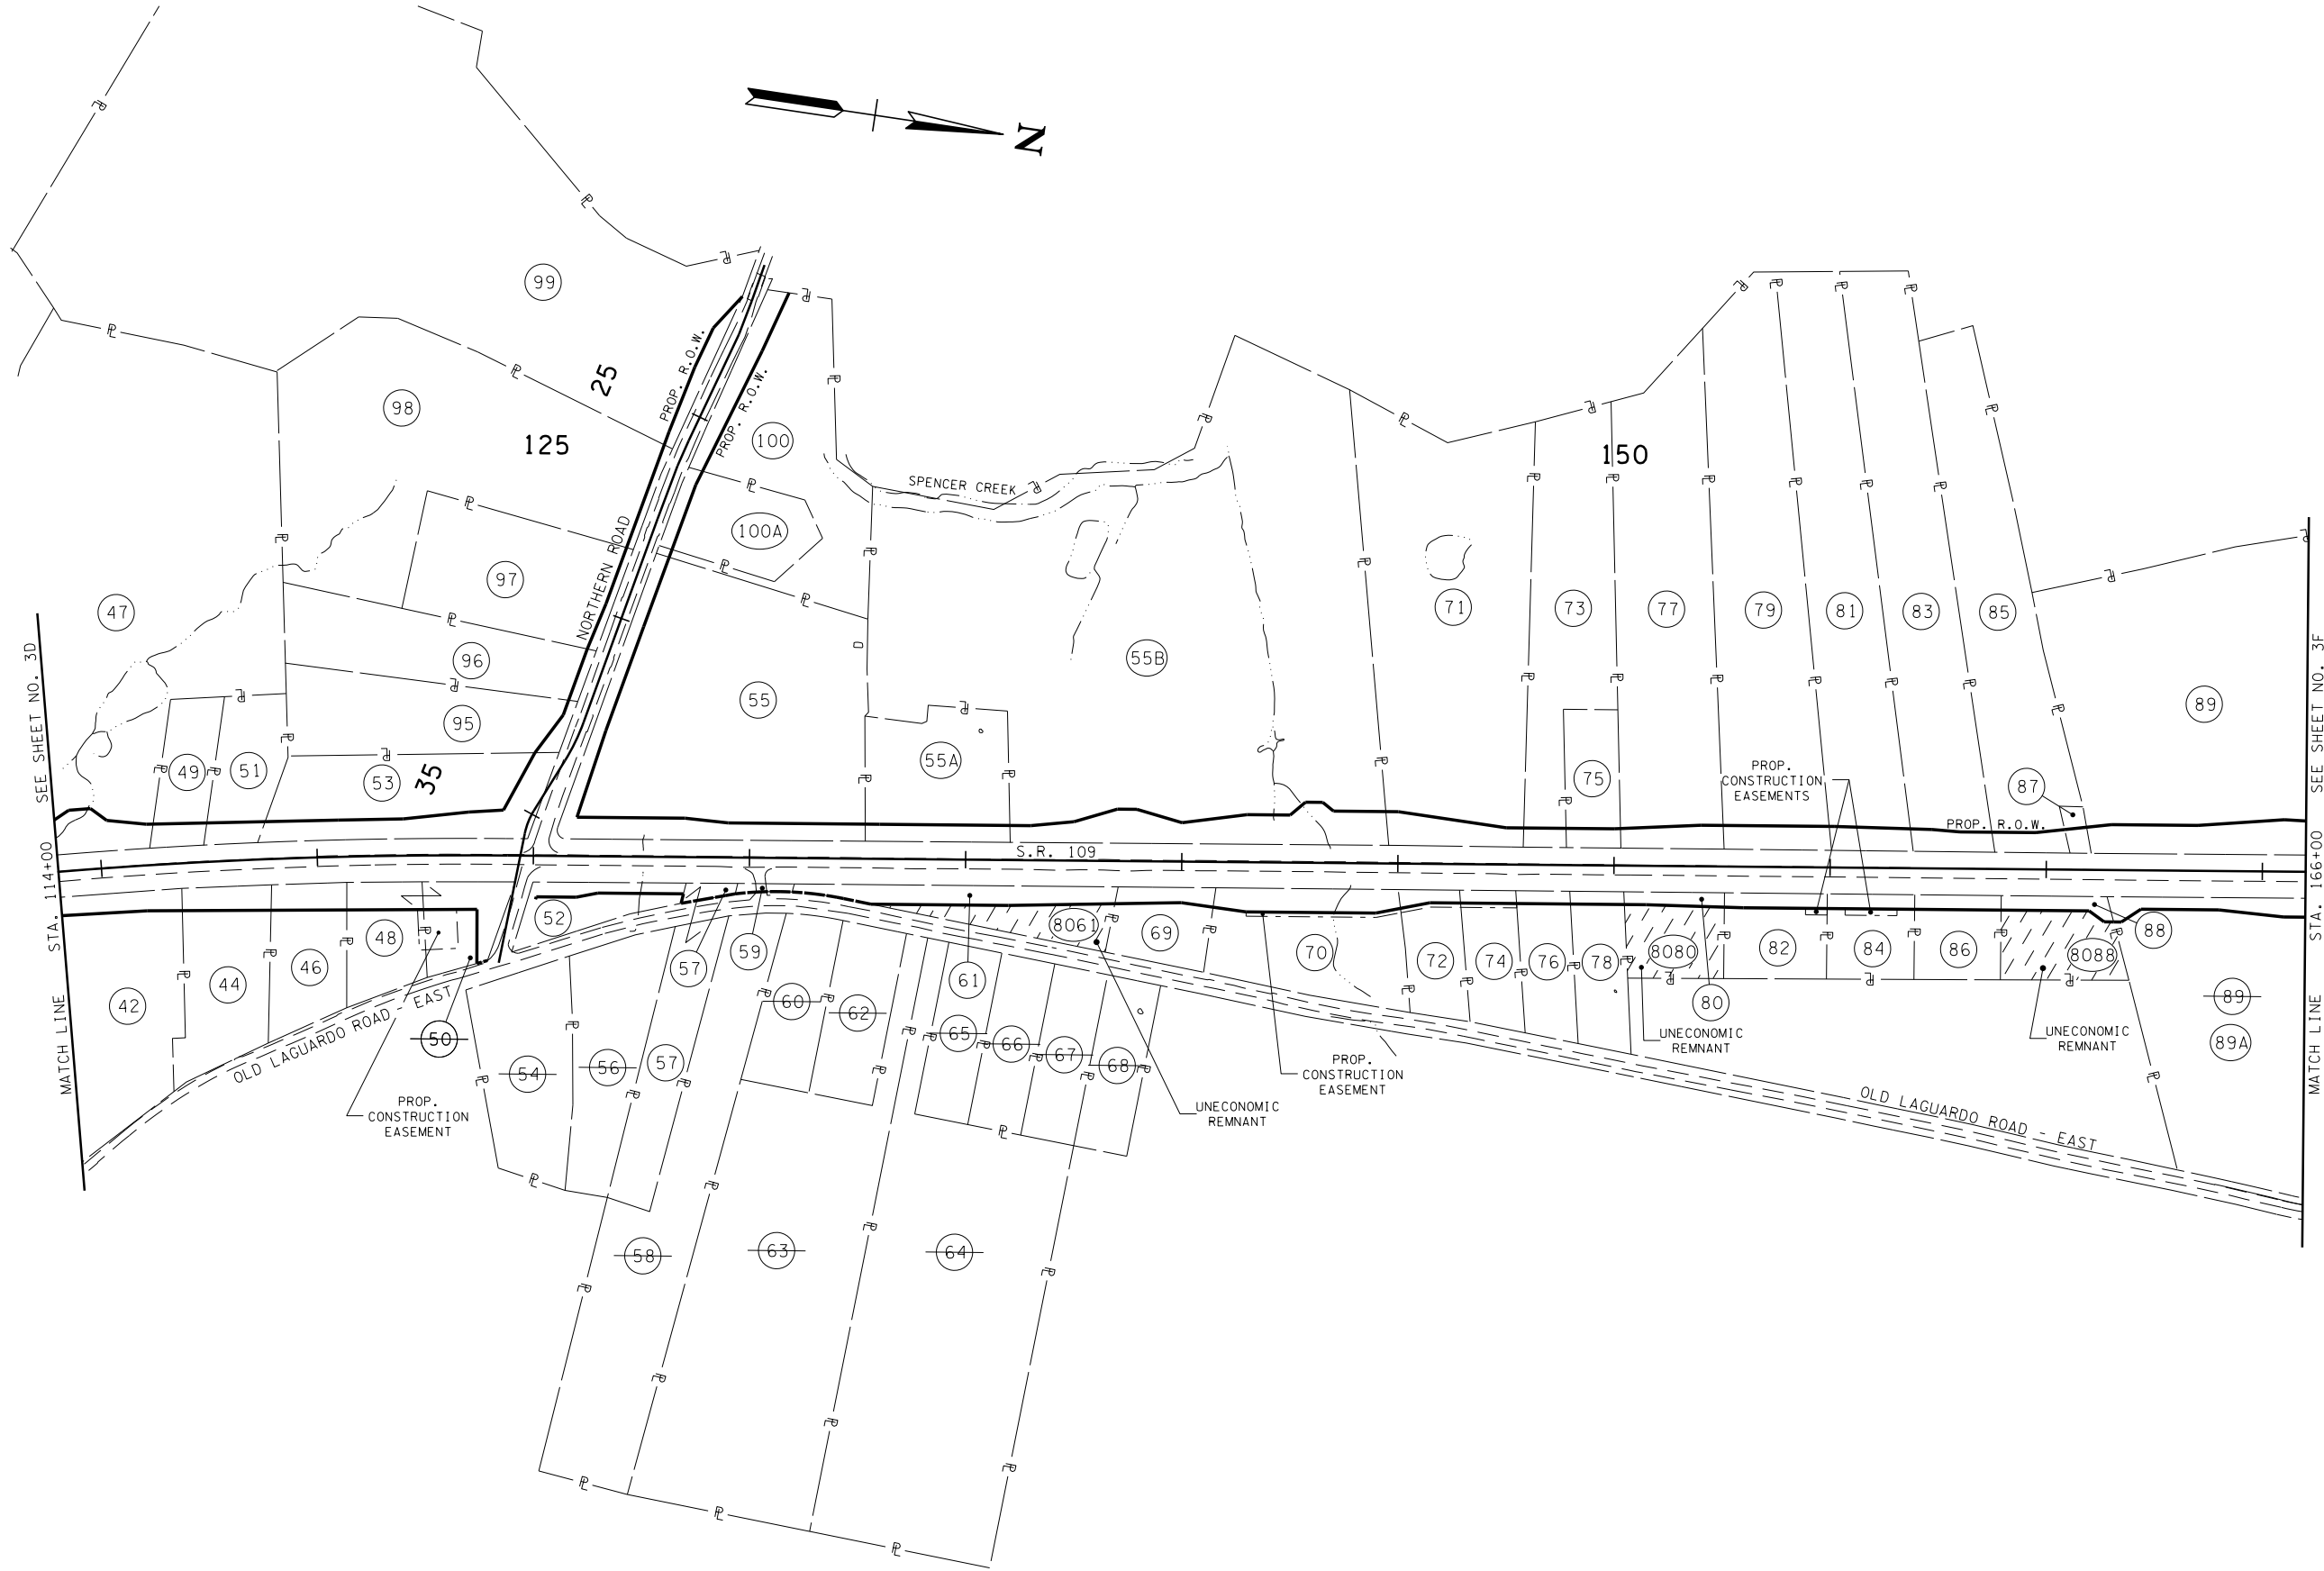 N
99
PROP. R.O.W.
25
98
125
PROP. R.O.W.
100
150
SPENCER CREEK
100A
NORTHERN ROAD
97
47
96
95
55
55B
71
73
77
79
81
83
85
89
49
51
53
35
55A
75
PROP.
CONSTRUCTION
EASEMENTS
87
PROP. R.O.W.
S.R. 109
MATCH LINE STA. 114+00 SEE SHEET NO. 3D
MATCH LINE STA. 166+00 SEE SHEET NO. 3F
42
44
46
48
50
52
54
56
57
57
59
60
62
58
63
64
61
65
66
67
68
8061
69
70
72
74
76
78
8080
80
82
84
86
8088
88
89
89A
OLD LAGUARDO ROAD - EAST
PROP.
CONSTRUCTION
EASEMENT
UNECONOMIC
REMNANT
PROP.
CONSTRUCTION
EASEMENT
UNECONOMIC
REMNANT
UNECONOMIC
REMNANT
OLD LAGUARDO ROAD - EAST